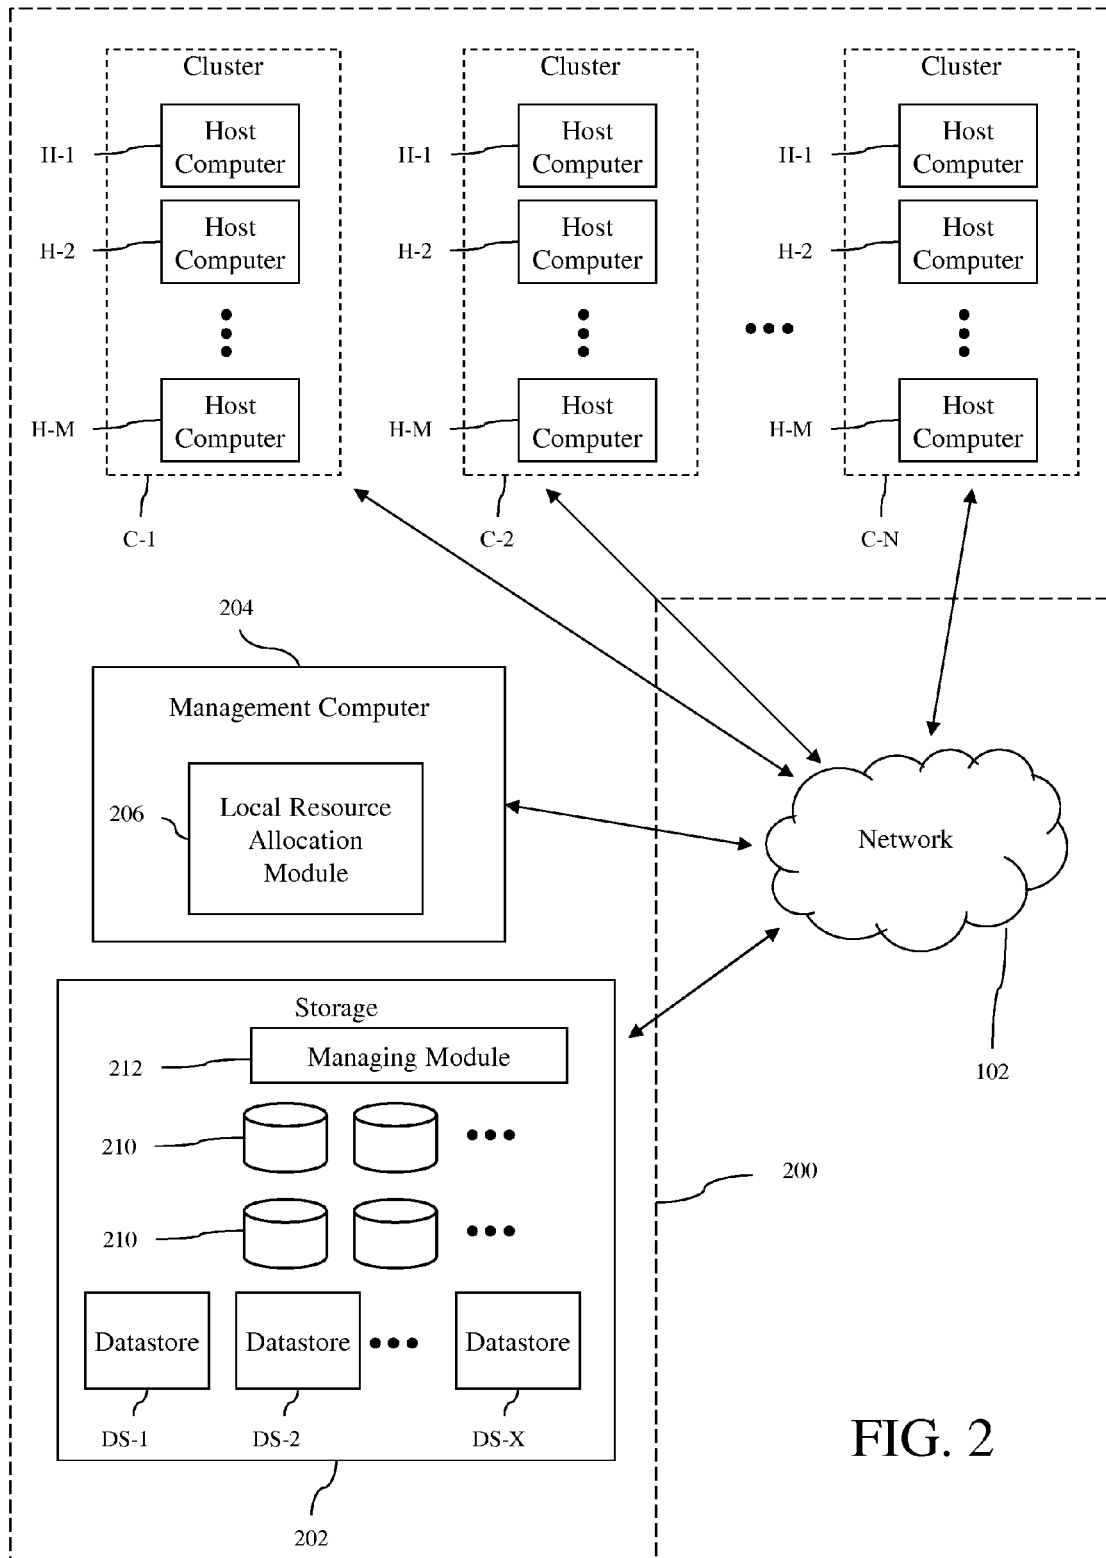 Cluster
Cluster
Cluster
II-1
Host
Computer
II-1
Host
Computer
II-1
Host
Computer
H-2
Host
Computer
H-2
Host
Computer
H-2
Host
Computer
H-M
Host
Computer
H-M
Host
Computer
H-M
Host
Computer
C-1
C-2
C-N
204
Management Computer
206
Local Resource
Allocation
Module
Network
102
Storage
212
Managing Module
210
210
200
Datastore
Datastore
Datastore
DS-1
DS-2
DS-X
202
FIG. 2